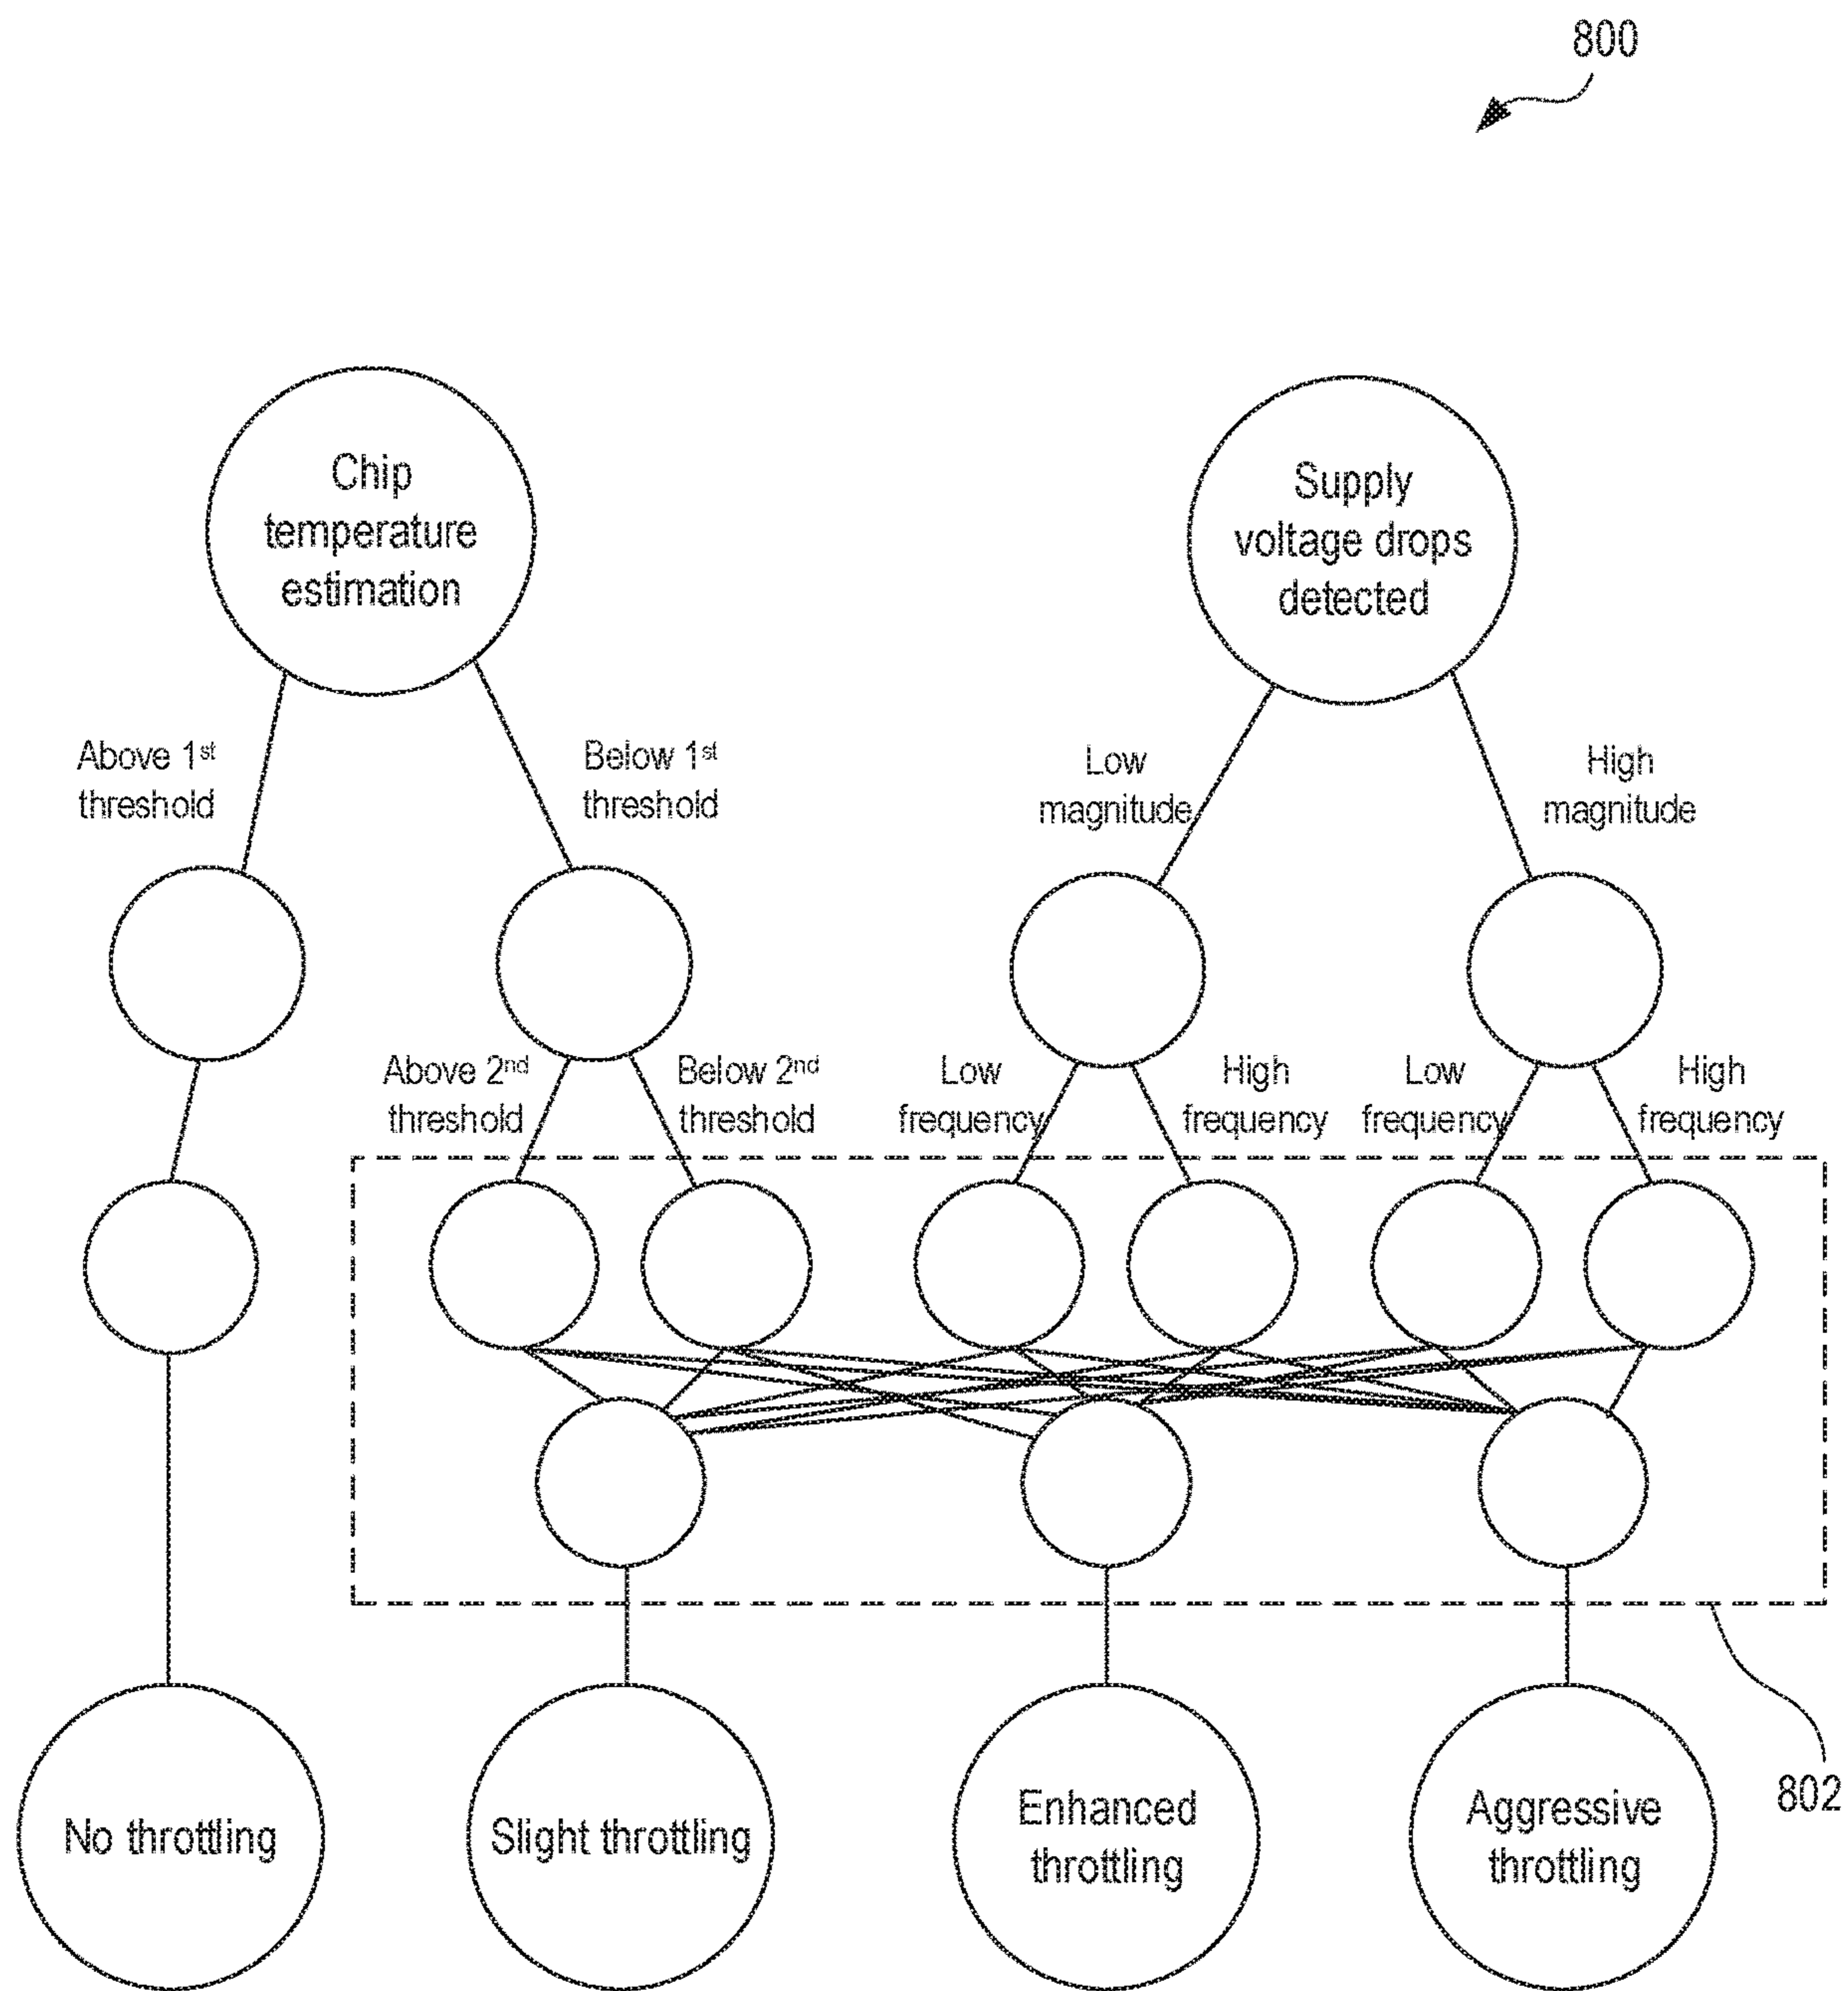 800
Chip
temperature
estimation
Supply
voltage drops
detected
Above 1st
threshold
Below 1st
threshold
Low
magnitude
High
magnitude
Above 2nd
threshold
Below 2nd
threshold
Low
frequency
High
frequency
Low
frequency
High
frequency
802
No throttling
Slight throttling
Enhanced
throttling
Aggressive
throttling